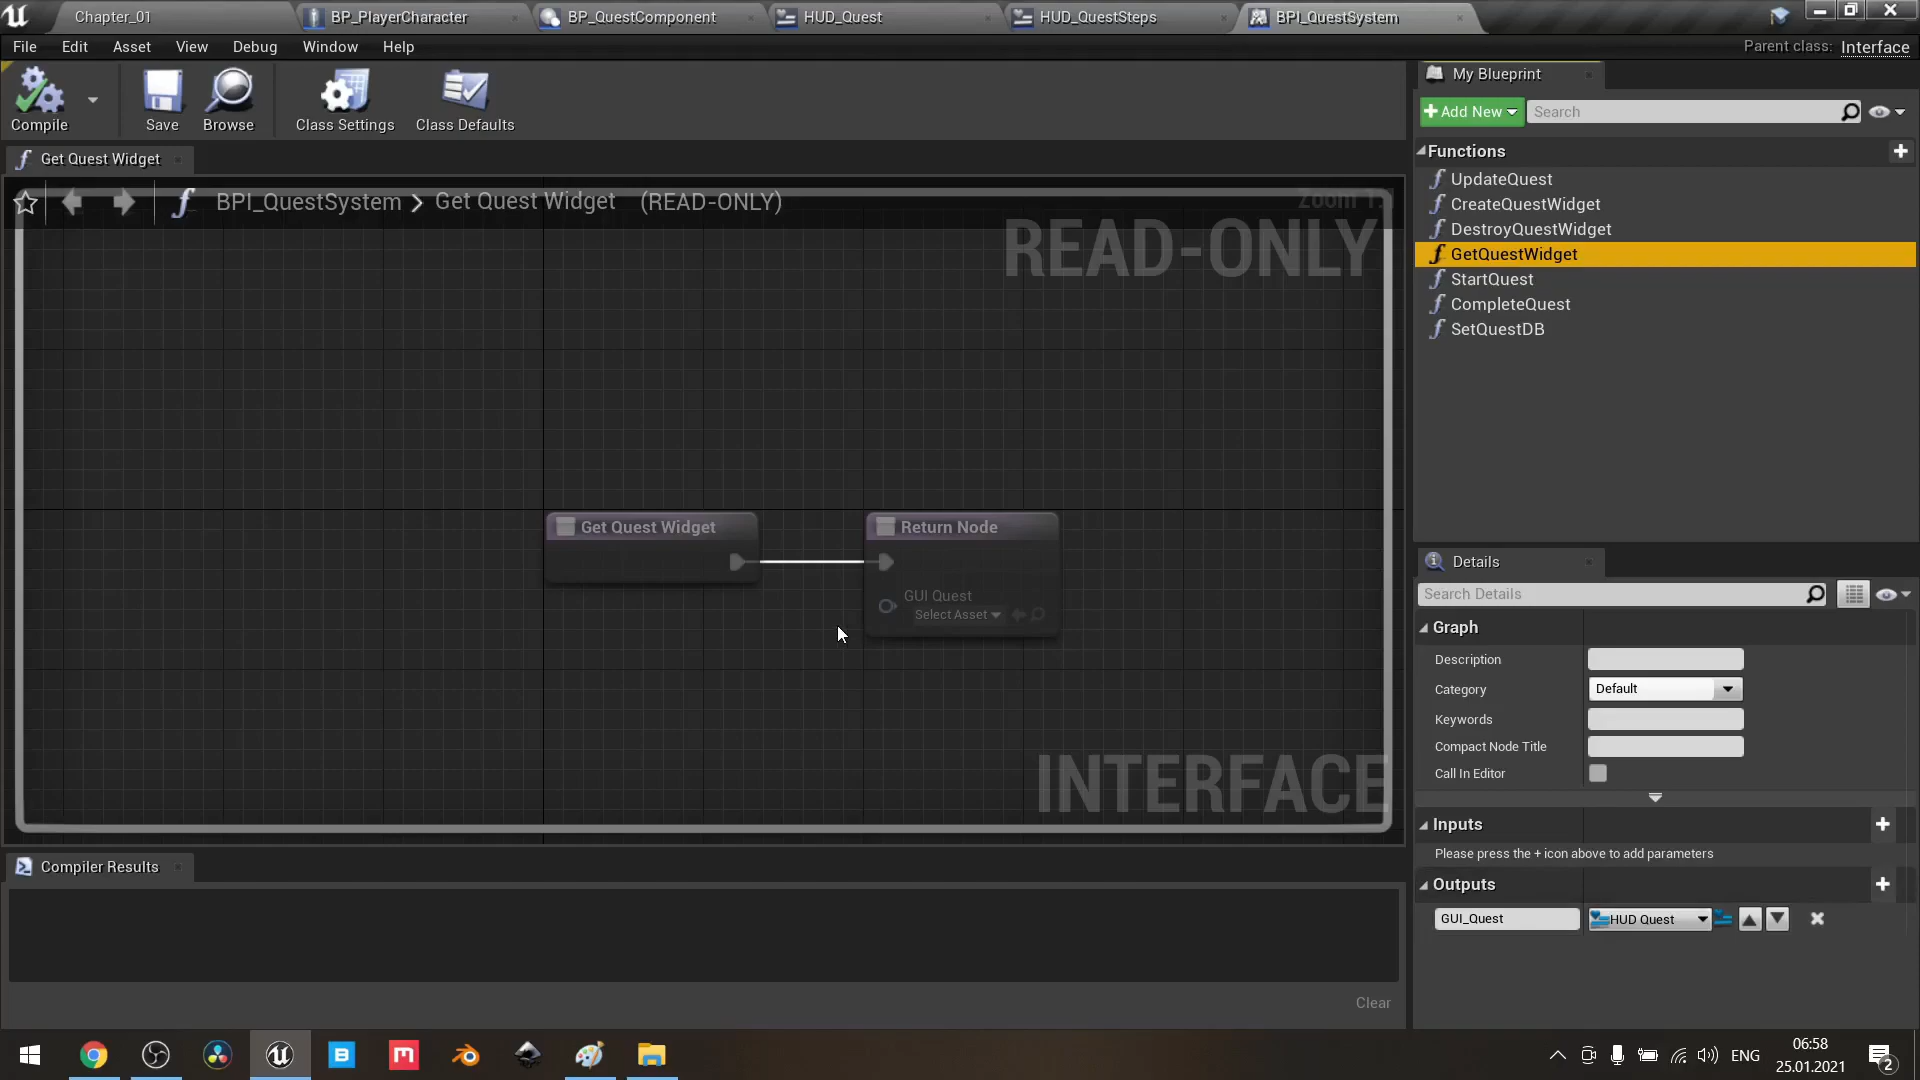 Chapter_01
BP_PlayerCharacter
BP_QuestComponent
HUD_Quest
HUD_QuestSteps
BPI_QuestSystem
File
Edit
Asset
View
Debug
Window
Help
Parent class: Interface
Compile
Save
Browse
Class Settings
Class Defaults
My Blueprint
Add New
Search
Functions
UpdateQuest
CreateQuestWidget
DestroyQuestWidget
GetQuestWidget
StartQuest
CompleteQuest
SetQuestDB
Get Quest Widget
BPI_QuestSystem > Get Quest Widget (READ-ONLY)
READ-ONLY
Get Quest Widget
Return Node
GUI Quest
Select Asset
INTERFACE
Details
Search Details
Graph
Description
Category
Default
Keywords
Compact Node Title
Call In Editor
Inputs
Please press the + icon above to add parameters
Outputs
GUI_Quest
HUD Quest
Compiler Results
Clear
ENG
06:58
25.01.2021
2